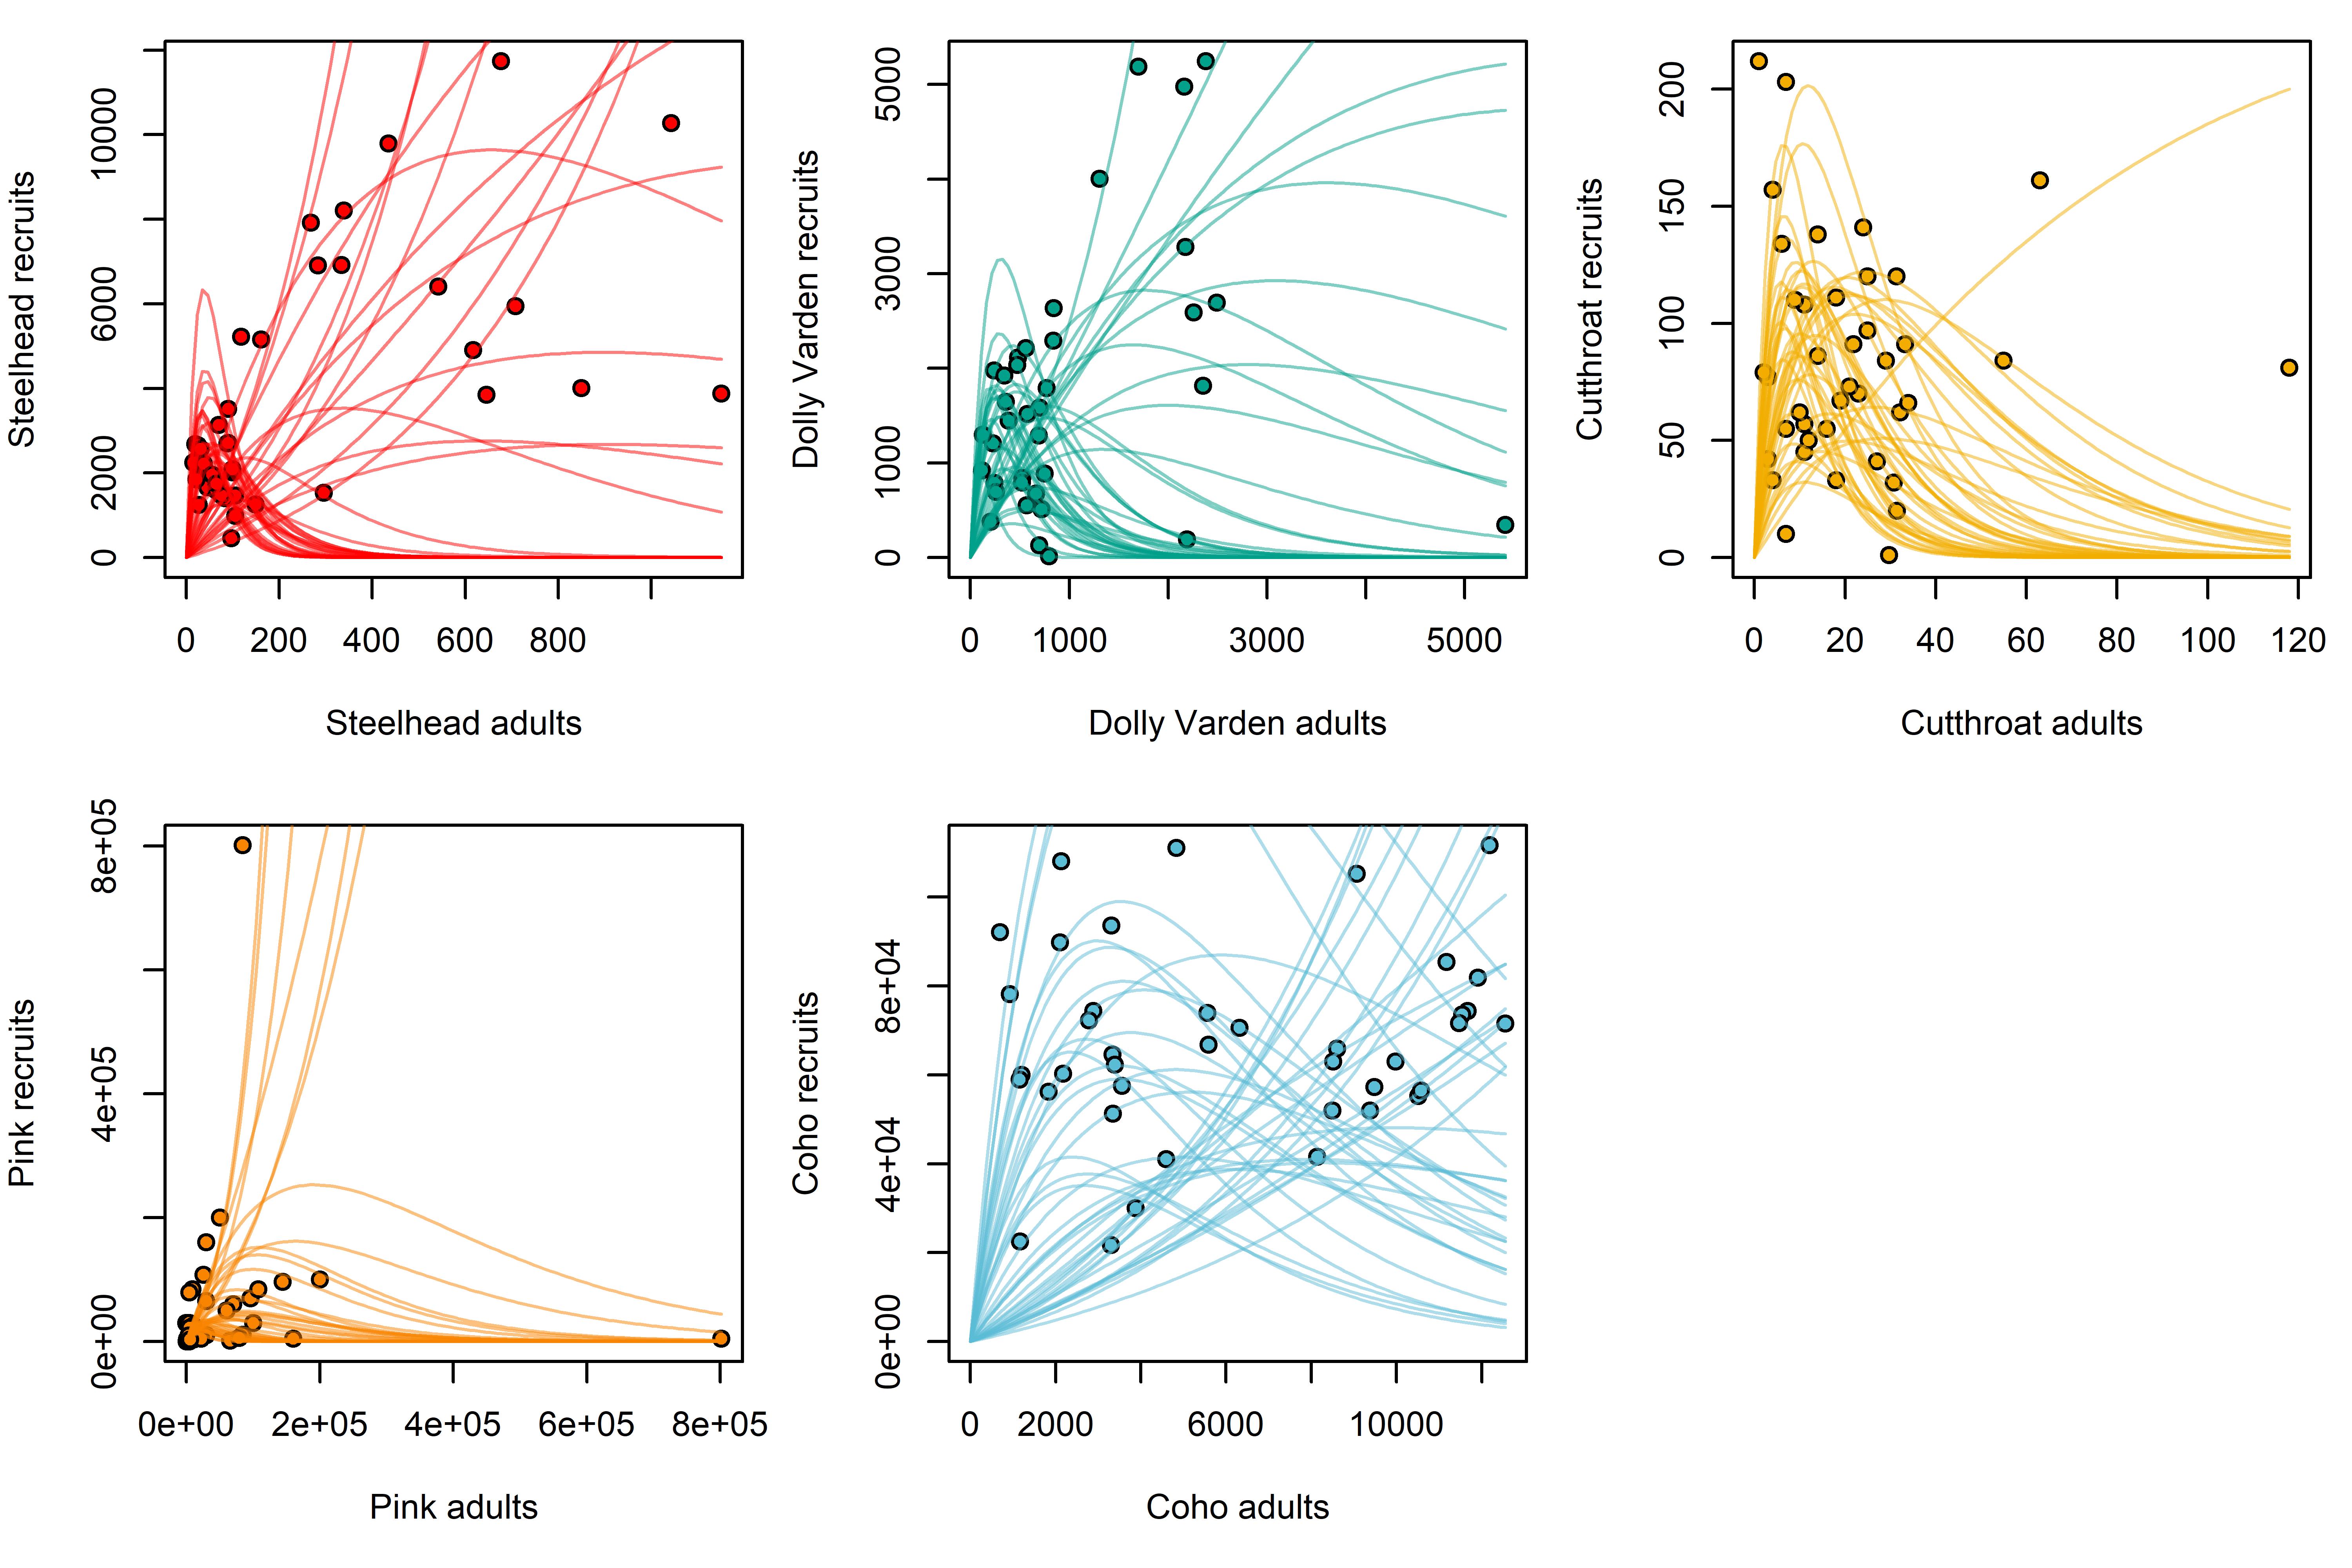 Steelhead recruits
0 2000 6000 10000
0 200 400 600 800
Steelhead adults
Dolly Varden recruits
0 1000 3000 5000
0 1000 3000 5000
Dolly Varden adults
Cutthroat recruits
0 50 100 150 200
0 20 40 60 80 100 120
Cutthroat adults
Pink recruits
0e+00 4e+05 8e+05
0e+00 2e+05 4e+05 6e+05 8e+05
Pink adults
Coho recruits
0e+00 4e+04 8e+04
0 2000 6000 10000
Coho adults